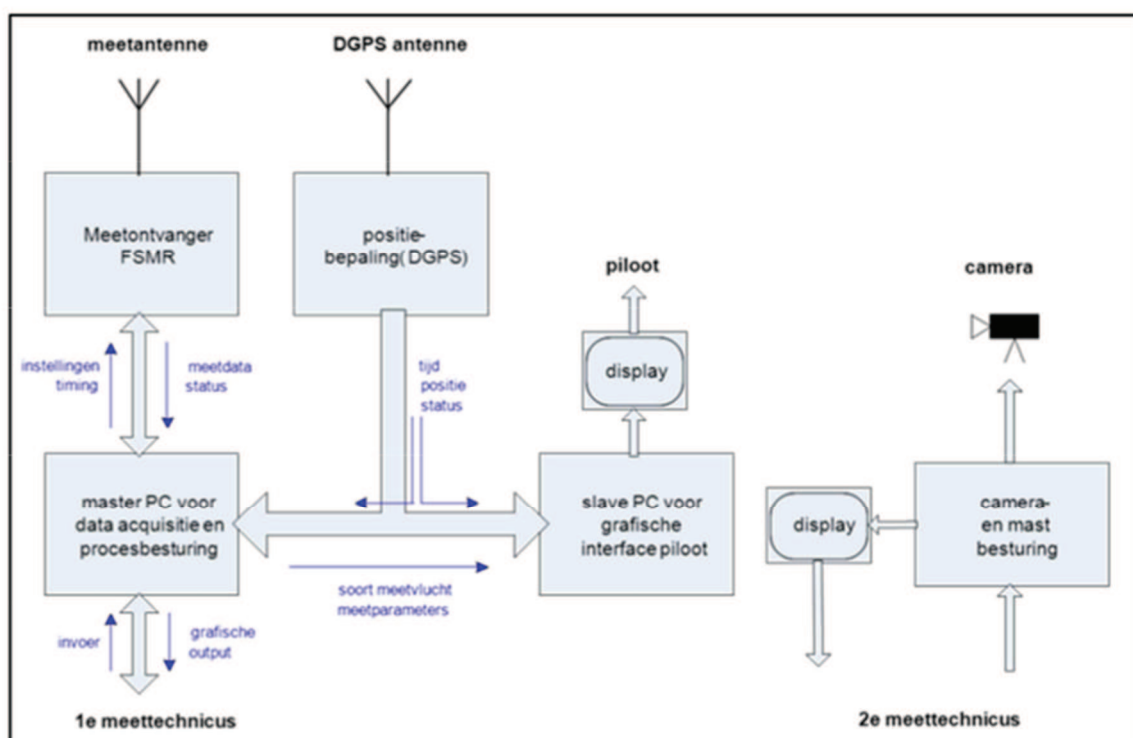 meetantenne
DGPS antenne
Meetontvanger
FSMR
positie-
bepaling(DGPS)
piloot
camera
instellingen
timing
meetdata
status
tijd
positie
status
display
master PC voor
data acquisitie en
procesbesturing
slave PC voor
grafische
interface piloot
display
camera-
en mast
besturing
soort meetvlucht
meetparameters
invoer
grafische
output
1e meettechnicus
2e meettechnicus